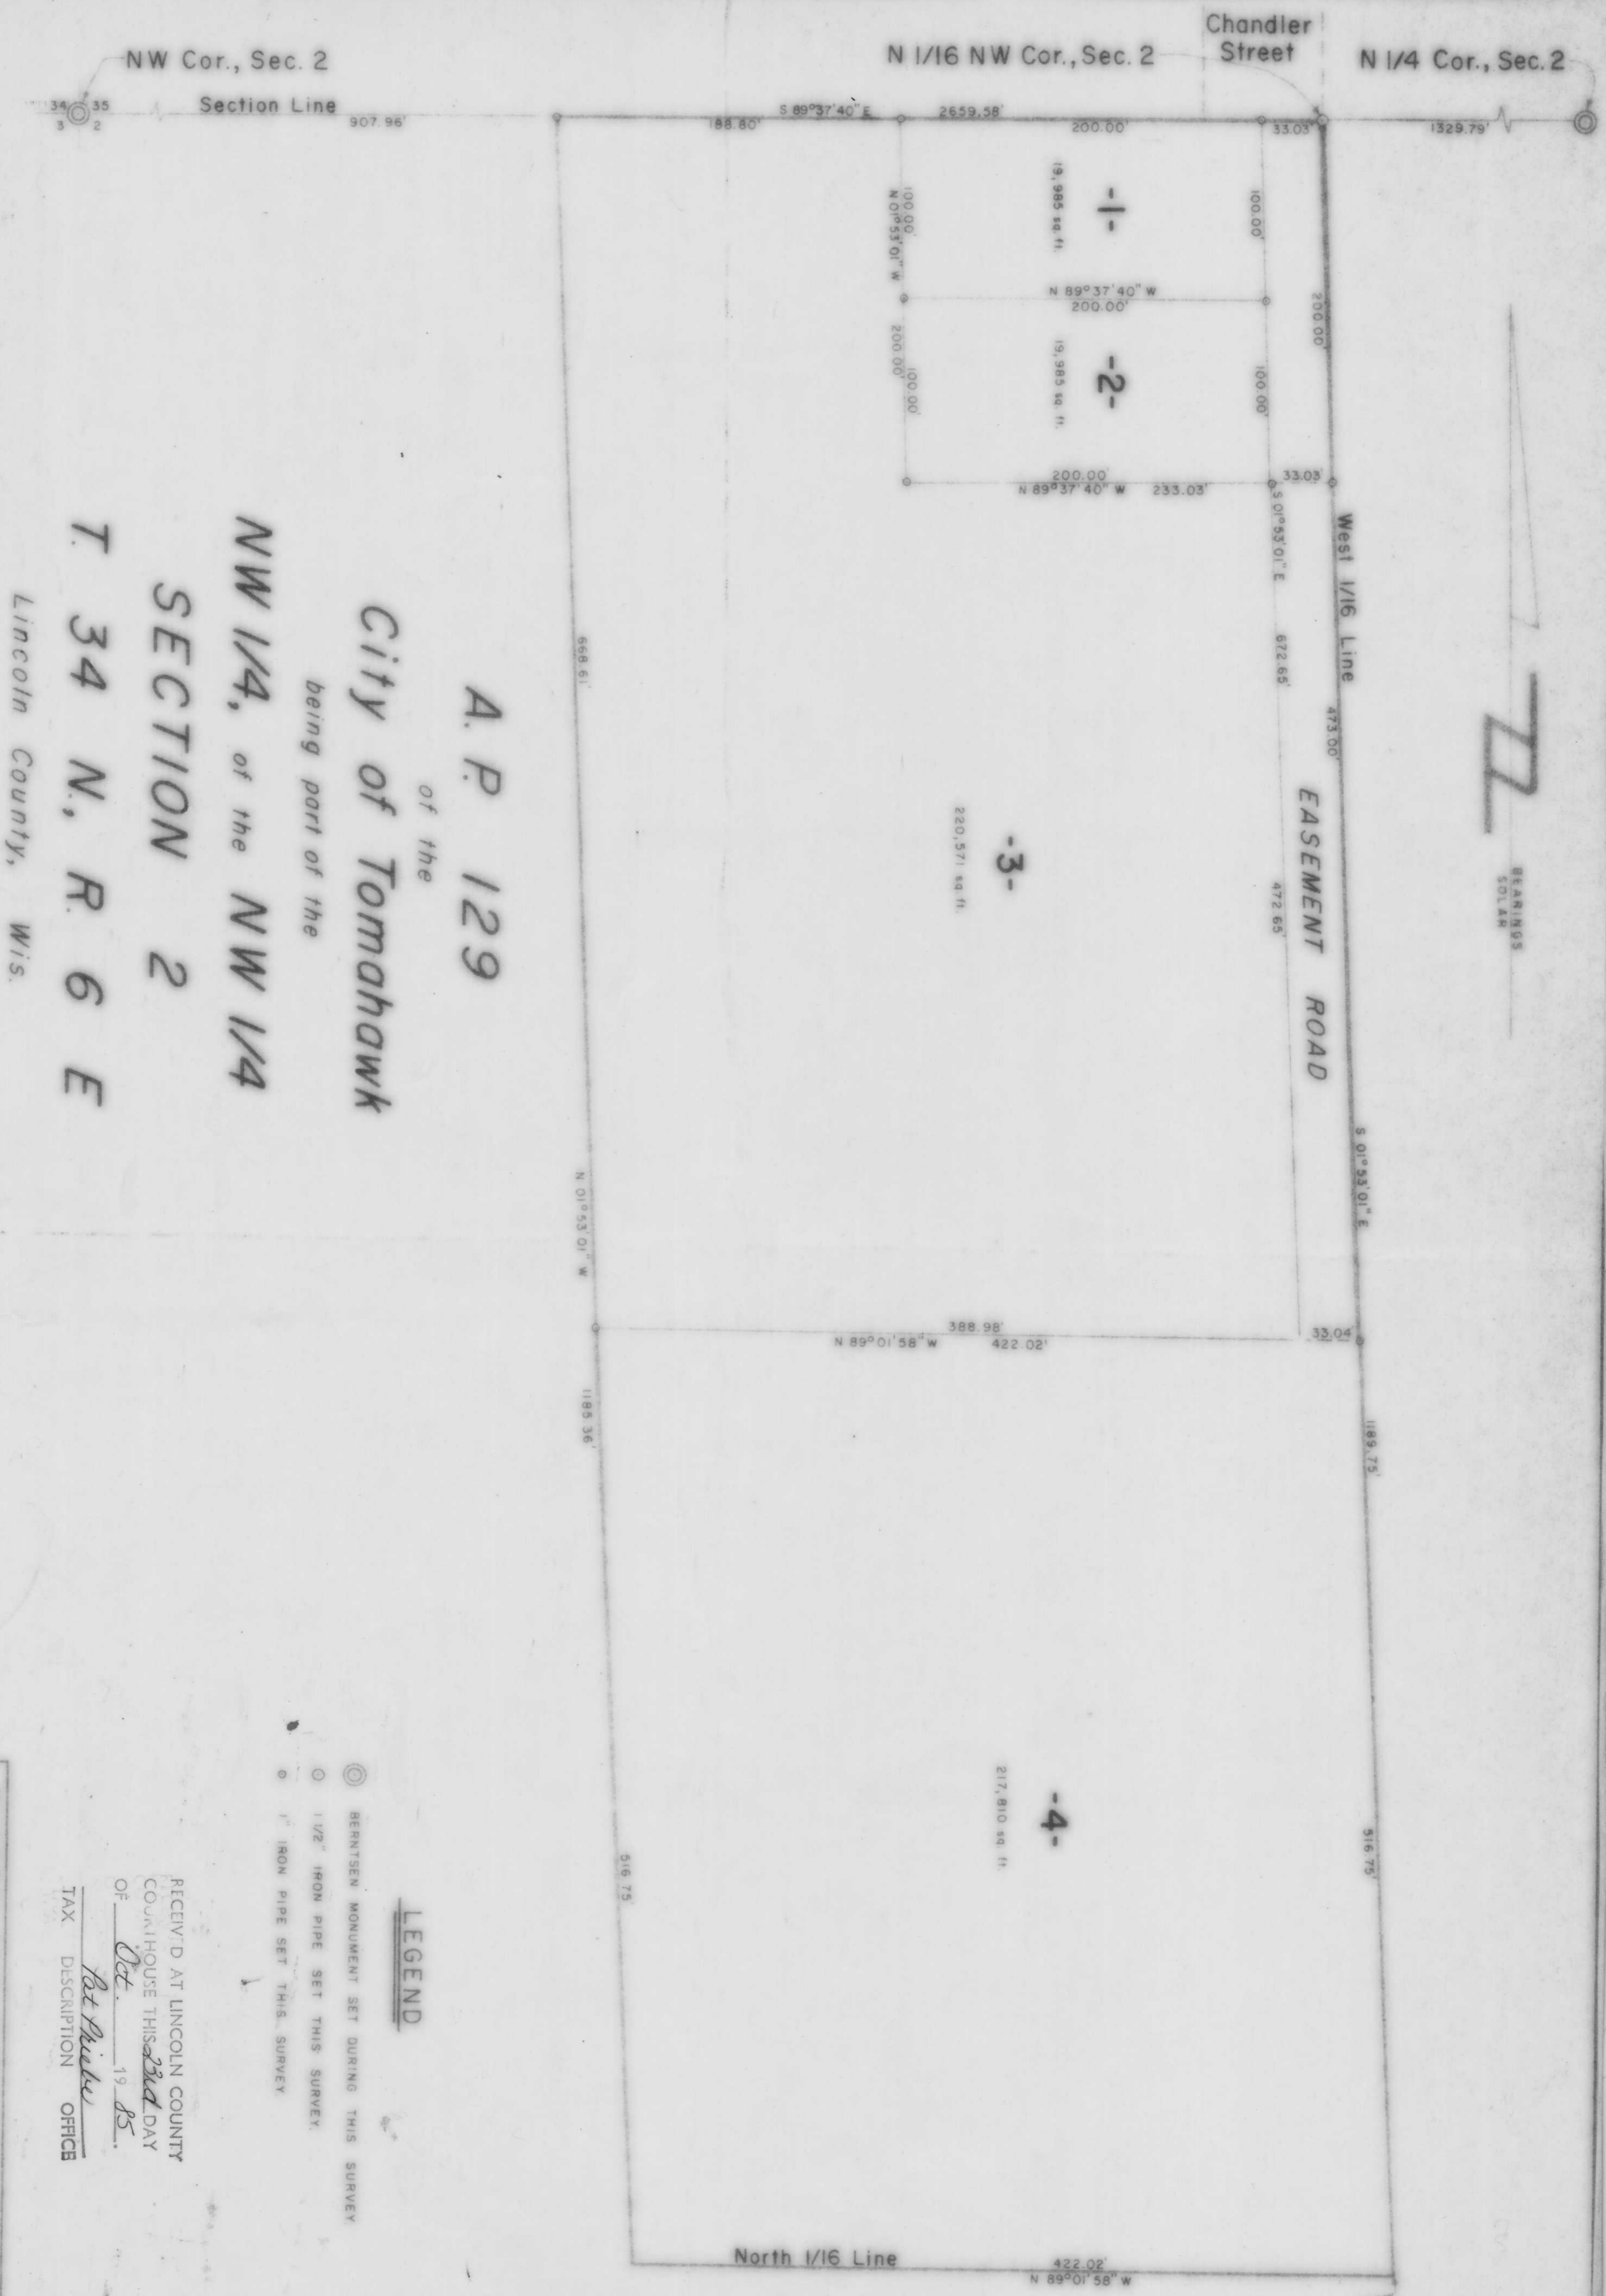 Chandler
Street
NW Cor., Sec. 2
N 1/16 NW Cor., Sec. 2
N 1/4 Cor., Sec. 2
34
35
3
2
Section Line
907.96'
188.80'
S 89°37'40" E
2659.58'
200.00'
33.03'
1329.79'
-1-
19,985 sq. ft.
100.00'
N 01°53'01" W
100.00'
200.00'
N 89°37'40" W
200.00'
-2-
19,985 sq. ft.
200.00'
100.00'
100.00'
200.00'
N 89°37'40" W
233.03'
33.03'
S 01°53'01" E
672.65'
472.65'
West 1/16 Line
473.00'
EASEMENT ROAD
S 01°53'01" E
BEARINGS
SOLAR
-3-
220,571 sq. ft.
668.61'
N 01°53'01" W
388.98'
N 89°01'58" W
422.02'
33.04'
1185.36'
1189.75'
-4-
217,810 sq. ft.
516.75'
516.75'
North 1/16 Line
422.02'
N 89°01'58" W
A. P. 129
of the
City of Tomahawk
being part of the
NW 1/4, of the NW 1/4
SECTION 2
T. 34 N., R. 6 E
Lincoln County, Wis.
LEGEND
BERNTSEN MONUMENT SET DURING THIS SURVEY.
1 1/2" IRON PIPE SET THIS SURVEY.
1" IRON PIPE SET THIS SURVEY
RECEIVED AT LINCOLN COUNTY
COURTHOUSE THIS 23rd DAY
OF Oct. 19 85.
Pat Priebe
TAX DESCRIPTION OFFICE